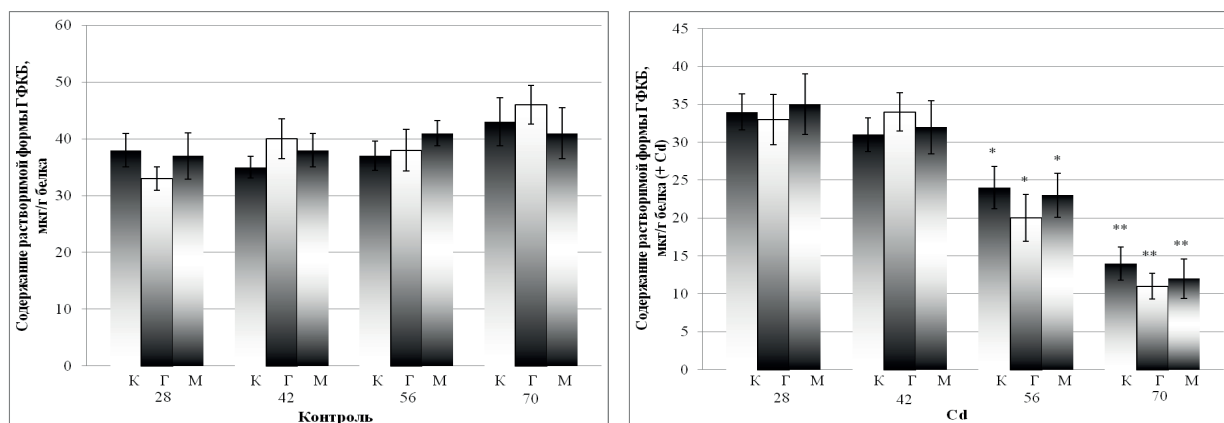 Содержание растворимой формы ГФКБ,
мкг/г белка
60
50
40
30
20
10
0
К Г М К Г М К Г М К Г М
28 42 56 70
Контроль
Содержание растворимой формы ГФКБ,
мкг/г белка (+ Cd)
45
40
35
30
25
20
15
10
5
0
* * *
** ** **
К Г М К Г М К Г М К Г М
28 42 56 70
Cd